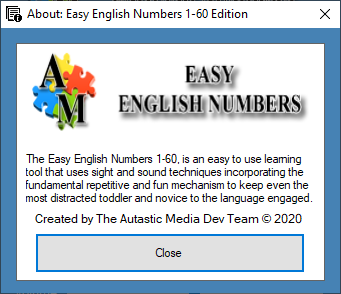 About: Easy English Numbers 1-60 Edition
A
M
EASY
ENGLISH NUMBERS
The Easy English Numbers 1-60, is an easy to use learning
tool that uses sight and sound techniques incorporating the
fundamental repetitive and fun mechanism to keep even the
most distracted toddler and novice to the language engaged.
Created by The Autastic Media Dev Team © 2020
Close